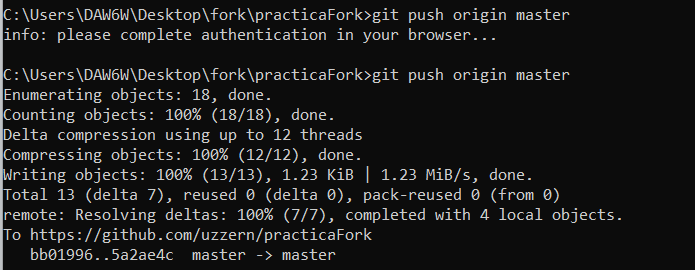 C:\Users\DAW6W\Desktop\fork\practicaFork>git push origin master
info: please complete authentication in your browser...
C:\Users\DAW6W\Desktop\fork\practicaFork>git push origin master
Enumerating objects: 18, done.
Counting objects: 100% (18/18), done.
Delta compression using up to 12 threads
Compressing objects: 100% (12/12), done.
Writing objects: 100% (13/13), 1.23 KiB | 1.23 MiB/s, done.
Total 13 (delta 7), reused 0 (delta 0), pack-reused 0 (from 0)
remote: Resolving deltas: 100% (7/7), completed with 4 local objects.
To https://github.com/uzzern/practicaFork
   bb01996..5a2ae4c  master -> master